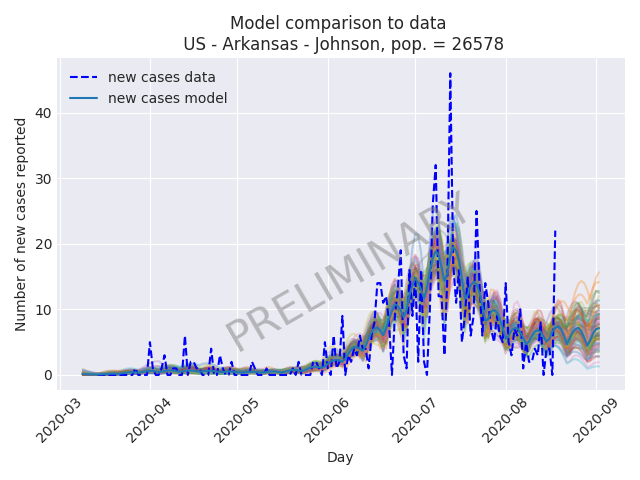 Model comparison to data
US - Arkansas - Johnson, pop. = 26578
new cases data
new cases model
PRELIMINARY
Number of new cases reported
40
30
20
10
0
2020-03
2020-04
2020-05
2020-06
2020-07
2020-08
2020-09
Day